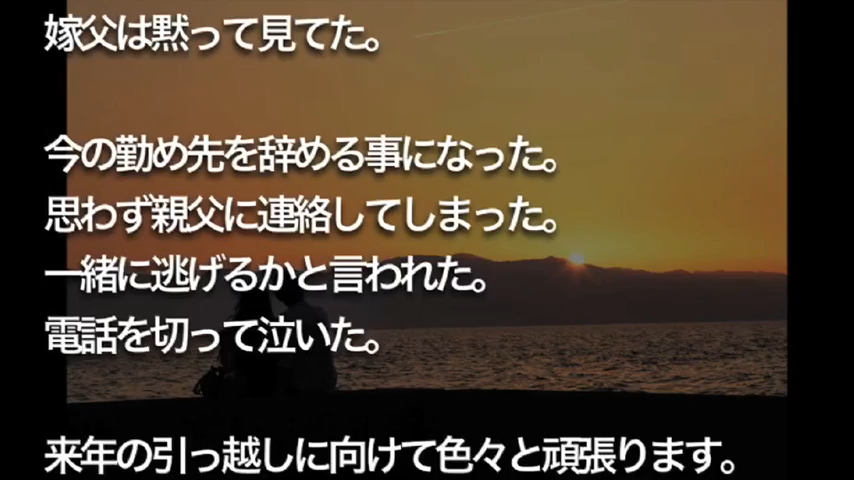 嫁父は黙って見てた。
今の勤め先を辞める事になった。
思わず親父に連絡してしまった。
一緒に逃げるかと言われた。
電話を切って泣いた。
来年の引っ越しに向けて色々と頑張ります。